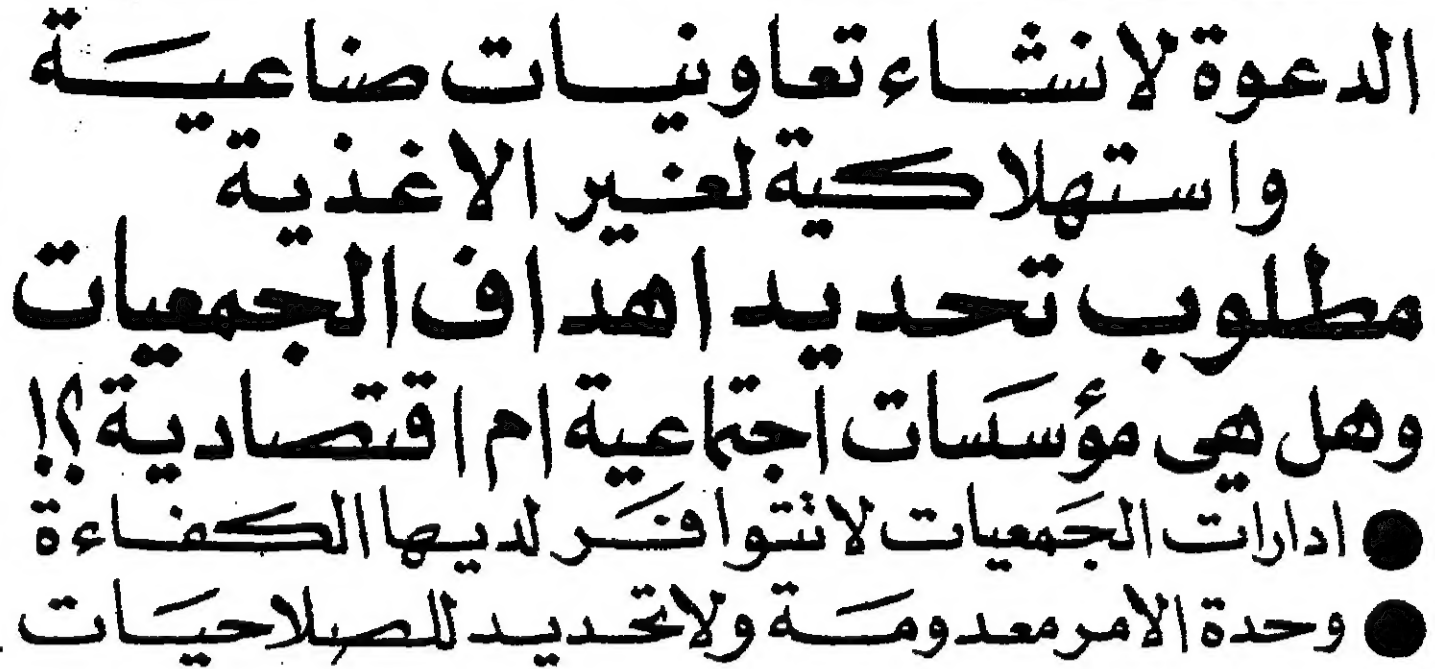 الدعوة لانشاء تعاونيات صناعية
واستهلاكية لغير الاغذية
مطلوب تحديد اهداف الجمعيات
وهل هي مؤسسات اجتماعية ام اقتصادية ؟!
● ادارات الجمعيات لا تتوافر لديها الكفاءة
● وحدة الامر معدومة ولا تحديد للصلاحيات